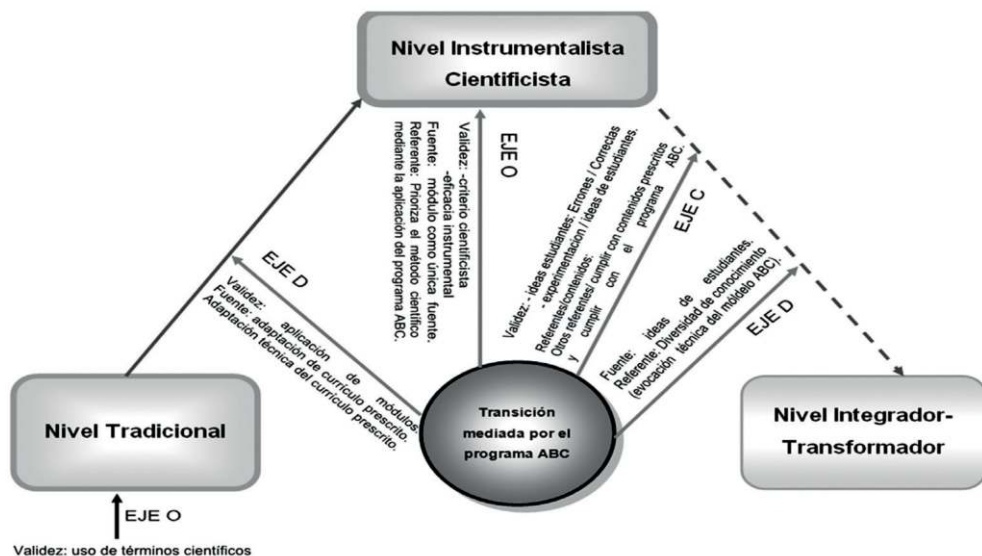 Nivel Instrumentalista
Cientificista
EJE O
Validez: -criterio cientificista
-eficacia instrumental
Fuente: módulo como única fuente.
Referente: Prioriza el método científico
mediante la aplicación del programa ABC.
EJE C
Validez: - ideas estudiantes: Errones / Correctas
- experimentacion / ideas de estudiantes.
Referentes/contenidos:
Otros referentes/ cumplir con contenidos prescritos
y cumplir con el programa ABC.
EJE D
Validez: aplicación de módulos.
Fuente: adaptación de currículo prescrito.
Adaptación técnica del currículo prescrito.
EJE D
Fuente: ideas de estudiantes.
Referente: Diversidad de conocimiento
(evocación técnica del móldelo ABC).
Nivel Tradicional
Transición
mediada por el
programa ABC
Nivel Integrador-
Transformador
EJE O
Validez: uso de términos científicos